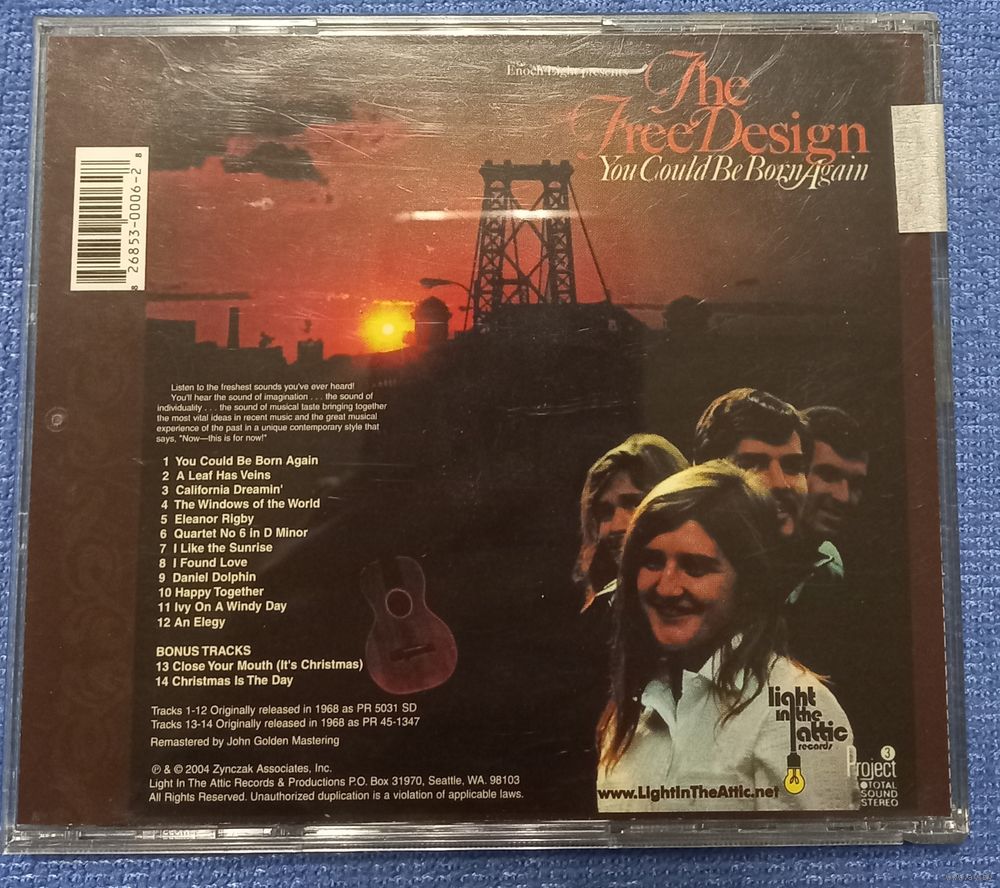 Enoch Light presents
The
Free Design
You Could Be Born Again
8 26853-0006-2 8
Listen to the freshest sounds you've ever heard!
You'll hear the sound of imagination . . . the sound of
individuality . . . the sound of musical taste bringing together
the most vital ideas in recent music and the great musical
experience of the past in a unique contemporary style that
says, "Now—this is for now!"
1 You Could Be Born Again
2 A Leaf Has Veins
3 California Dreamin'
4 The Windows of the World
5 Eleanor Rigby
6 Quartet No 6 in D Minor
7 I Like the Sunrise
8 I Found Love
9 Daniel Dolphin
10 Happy Together
11 Ivy On A Windy Day
12 An Elegy
BONUS TRACKS
13 Close Your Mouth (It's Christmas)
14 Christmas Is The Day
Tracks 1-12 Originally released in 1968 as PR 5031 SD
Tracks 13-14 Originally released in 1968 as PR 45-1347
Remastered by John Golden Mastering
℗ & © 2004 Zynczak Associates, Inc.
Light In The Attic Records & Productions P.O. Box 31970, Seattle, WA. 98103
All Rights Reserved. Unauthorized duplication is a violation of applicable laws.
light
in the
attic
records
www.LightInTheAttic.net
3
Project
TOTAL
SOUND
STEREO